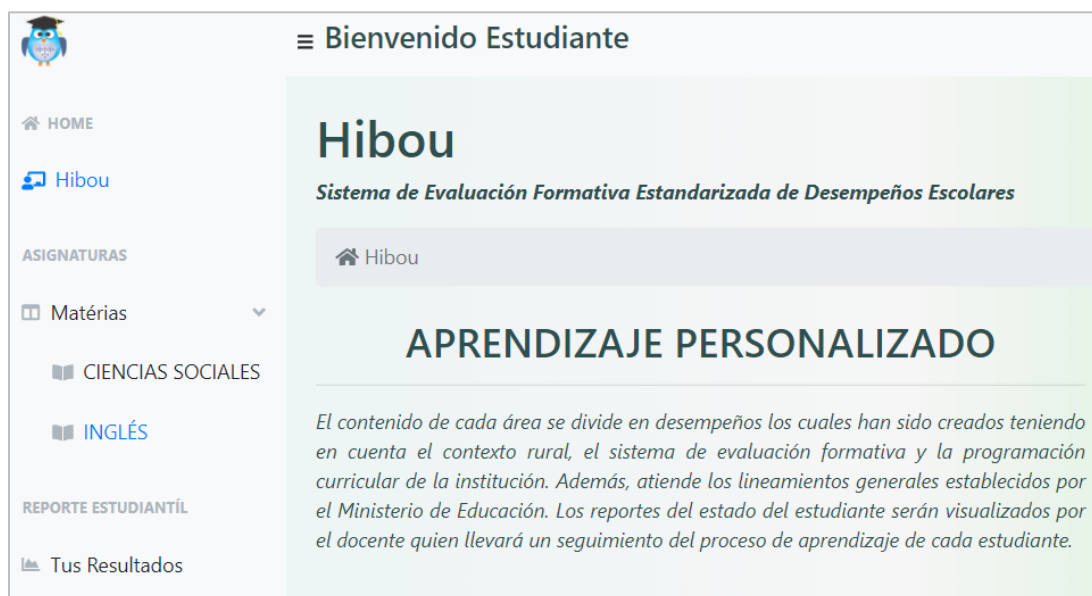 Bienvenido Estudiante
HOME
Hibou
ASIGNATURAS
Matérias
CIENCIAS SOCIALES
INGLÉS
REPORTE ESTUDIANTÍL
Tus Resultados
Hibou
Sistema de Evaluación Formativa Estandarizada de Desempeños Escolares
Hibou
APRENDIZAJE PERSONALIZADO
El contenido de cada área se divide en desempeños los cuales han sido creados teniendo
en cuenta el contexto rural, el sistema de evaluación formativa y la programación
curricular de la institución. Además, atiende los lineamientos generales establecidos por
el Ministerio de Educación. Los reportes del estado del estudiante serán visualizados por
el docente quien llevará un seguimiento del proceso de aprendizaje de cada estudiante.